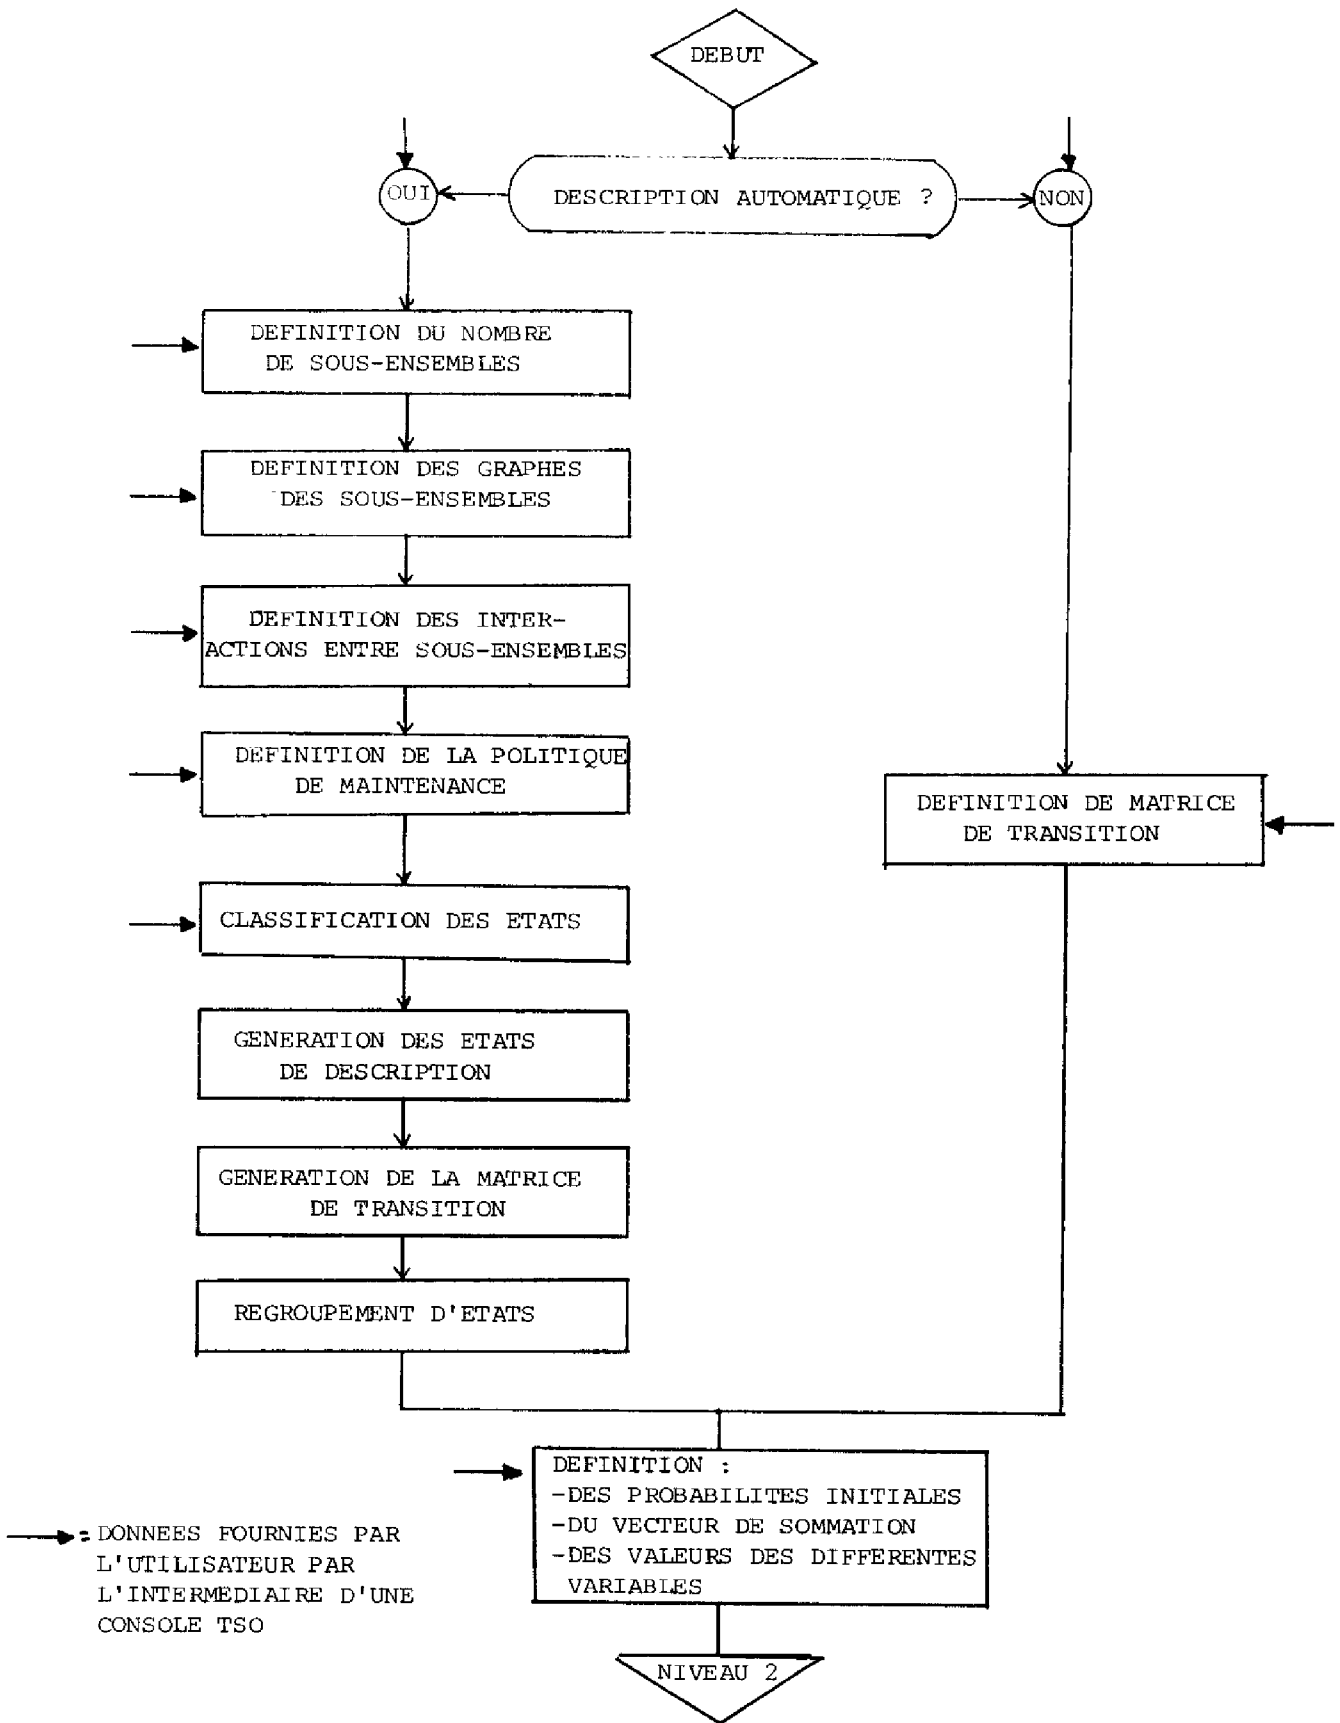 DEBUT
OUI
DESCRIPTION AUTOMATIQUE ?
NON
DEFINITION DU NOMBRE
DE SOUS-ENSEMBLES
DEFINITION DES GRAPHES
DES SOUS-ENSEMBLES
DEFINITION DES INTER-
ACTIONS ENTRE SOUS-ENSEMBLES
DEFINITION DE LA POLITIQUE
DE MAINTENANCE
DEFINITION DE MATRICE
DE TRANSITION
CLASSIFICATION DES ETATS
GENERATION DES ETATS
DE DESCRIPTION
GENERATION DE LA MATRICE
DE TRANSITION
REGROUPEMENT D'ETATS
DEFINITION :
-DES PROBABILITES INITIALES
-DU VECTEUR DE SOMMATION
-DES VALEURS DES DIFFERENTES
VARIABLES
: DONNEES FOURNIES PAR
L'UTILISATEUR PAR
L'INTERMEDIAIRE D'UNE
CONSOLE TSO
NIVEAU 2